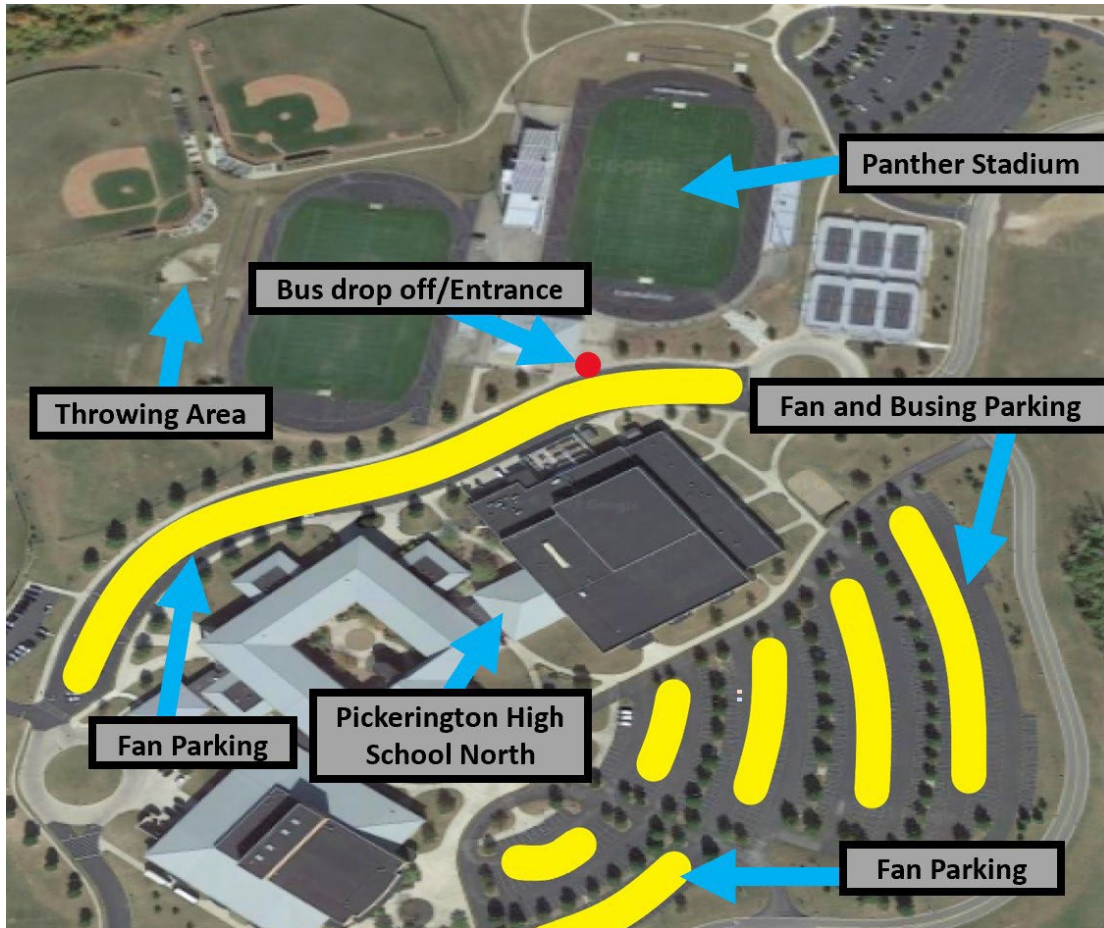 Panther Stadium
Bus drop off/Entrance
Throwing Area
Fan and Busing Parking
Fan Parking
Pickerington High
School North
Fan Parking